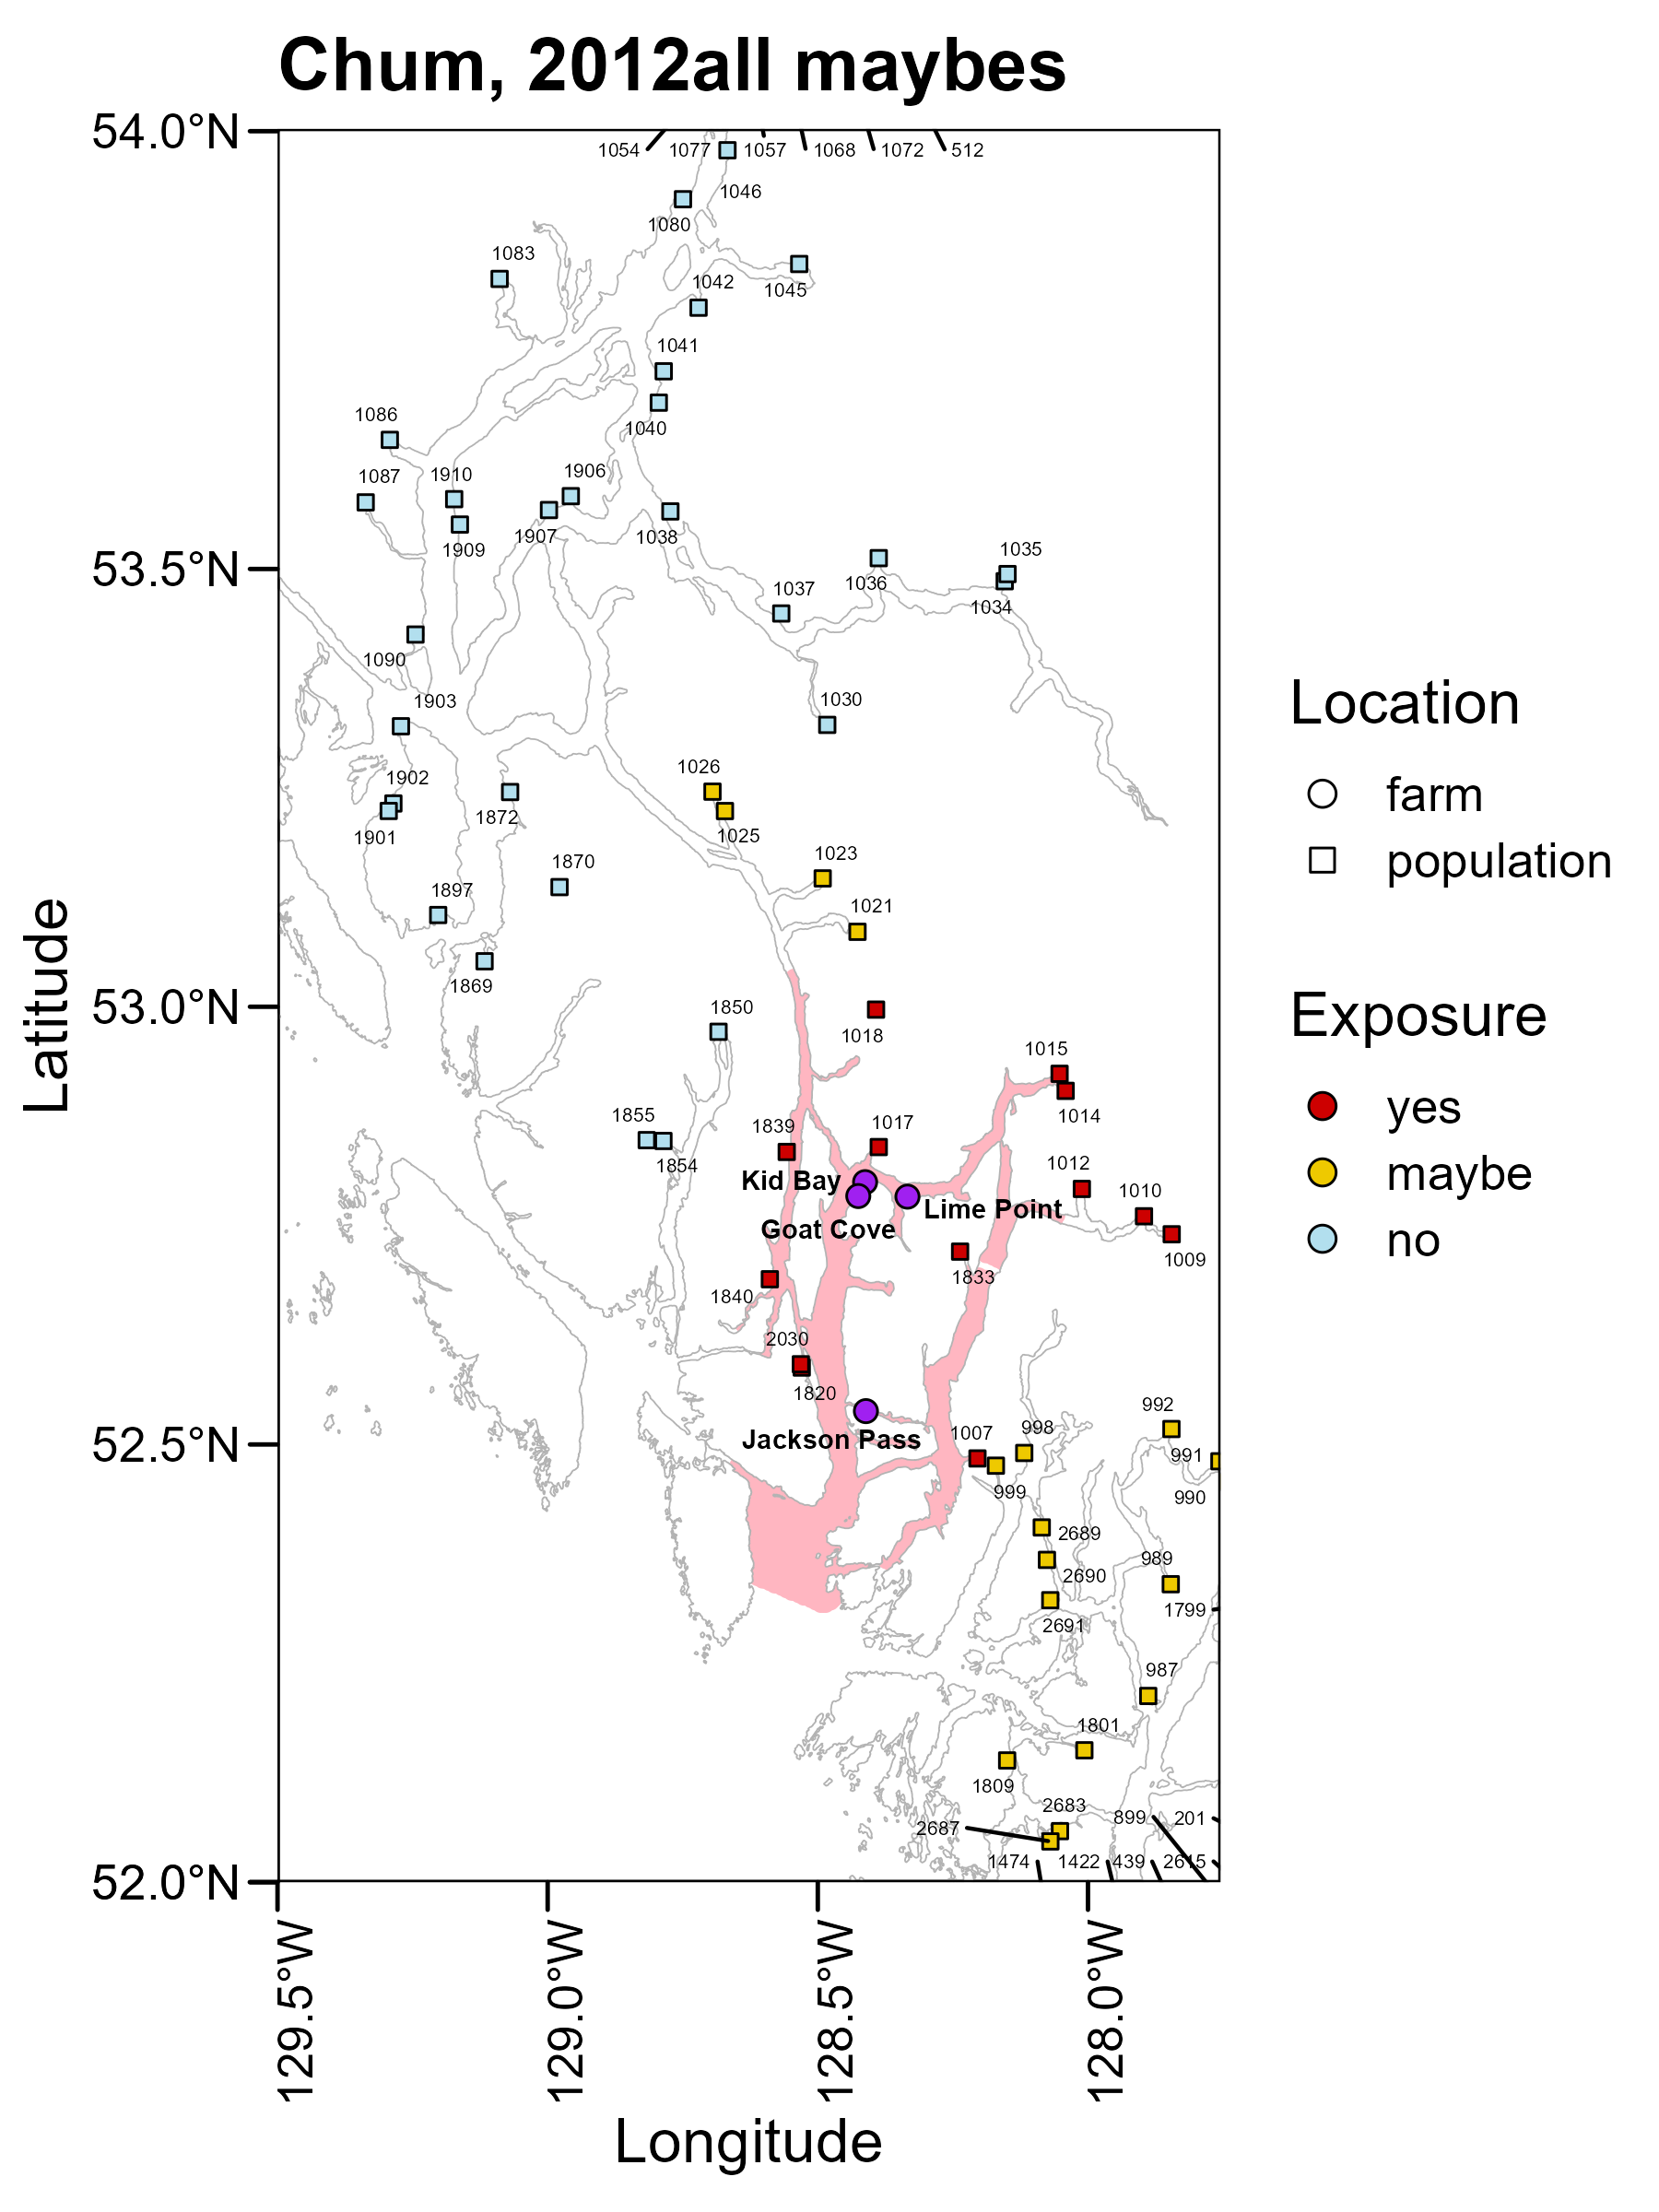 Chum, 2012all maybes
54.0°N
53.5°N
53.0°N
52.5°N
52.0°N
Latitude
1054 1077 1057 1068 1072 512
1046
1080
1083
1045
1042
1041
1040
1086
1087
1910
1906
1909
1907
1038
1035
1036
1034
1037
1090
1903
1030
1902
1901
1872
1026
1025
1870
1023
1897
1021
1869
1850
1018
1015
1014
1855
1839
1017
1854
Kid Bay
1012
1010
Lime Point
Goat Cove
1009
1833
1840
2030
1820
992
Jackson Pass
1007
998
991
999
990
2689
989
2690
1799
2691
987
1801
1809
2683
2687
899
201
1474
1422
439
2615
129.5°W
129.0°W
128.5°W
128.0°W
Longitude
Location
farm
population
Exposure
yes
maybe
no